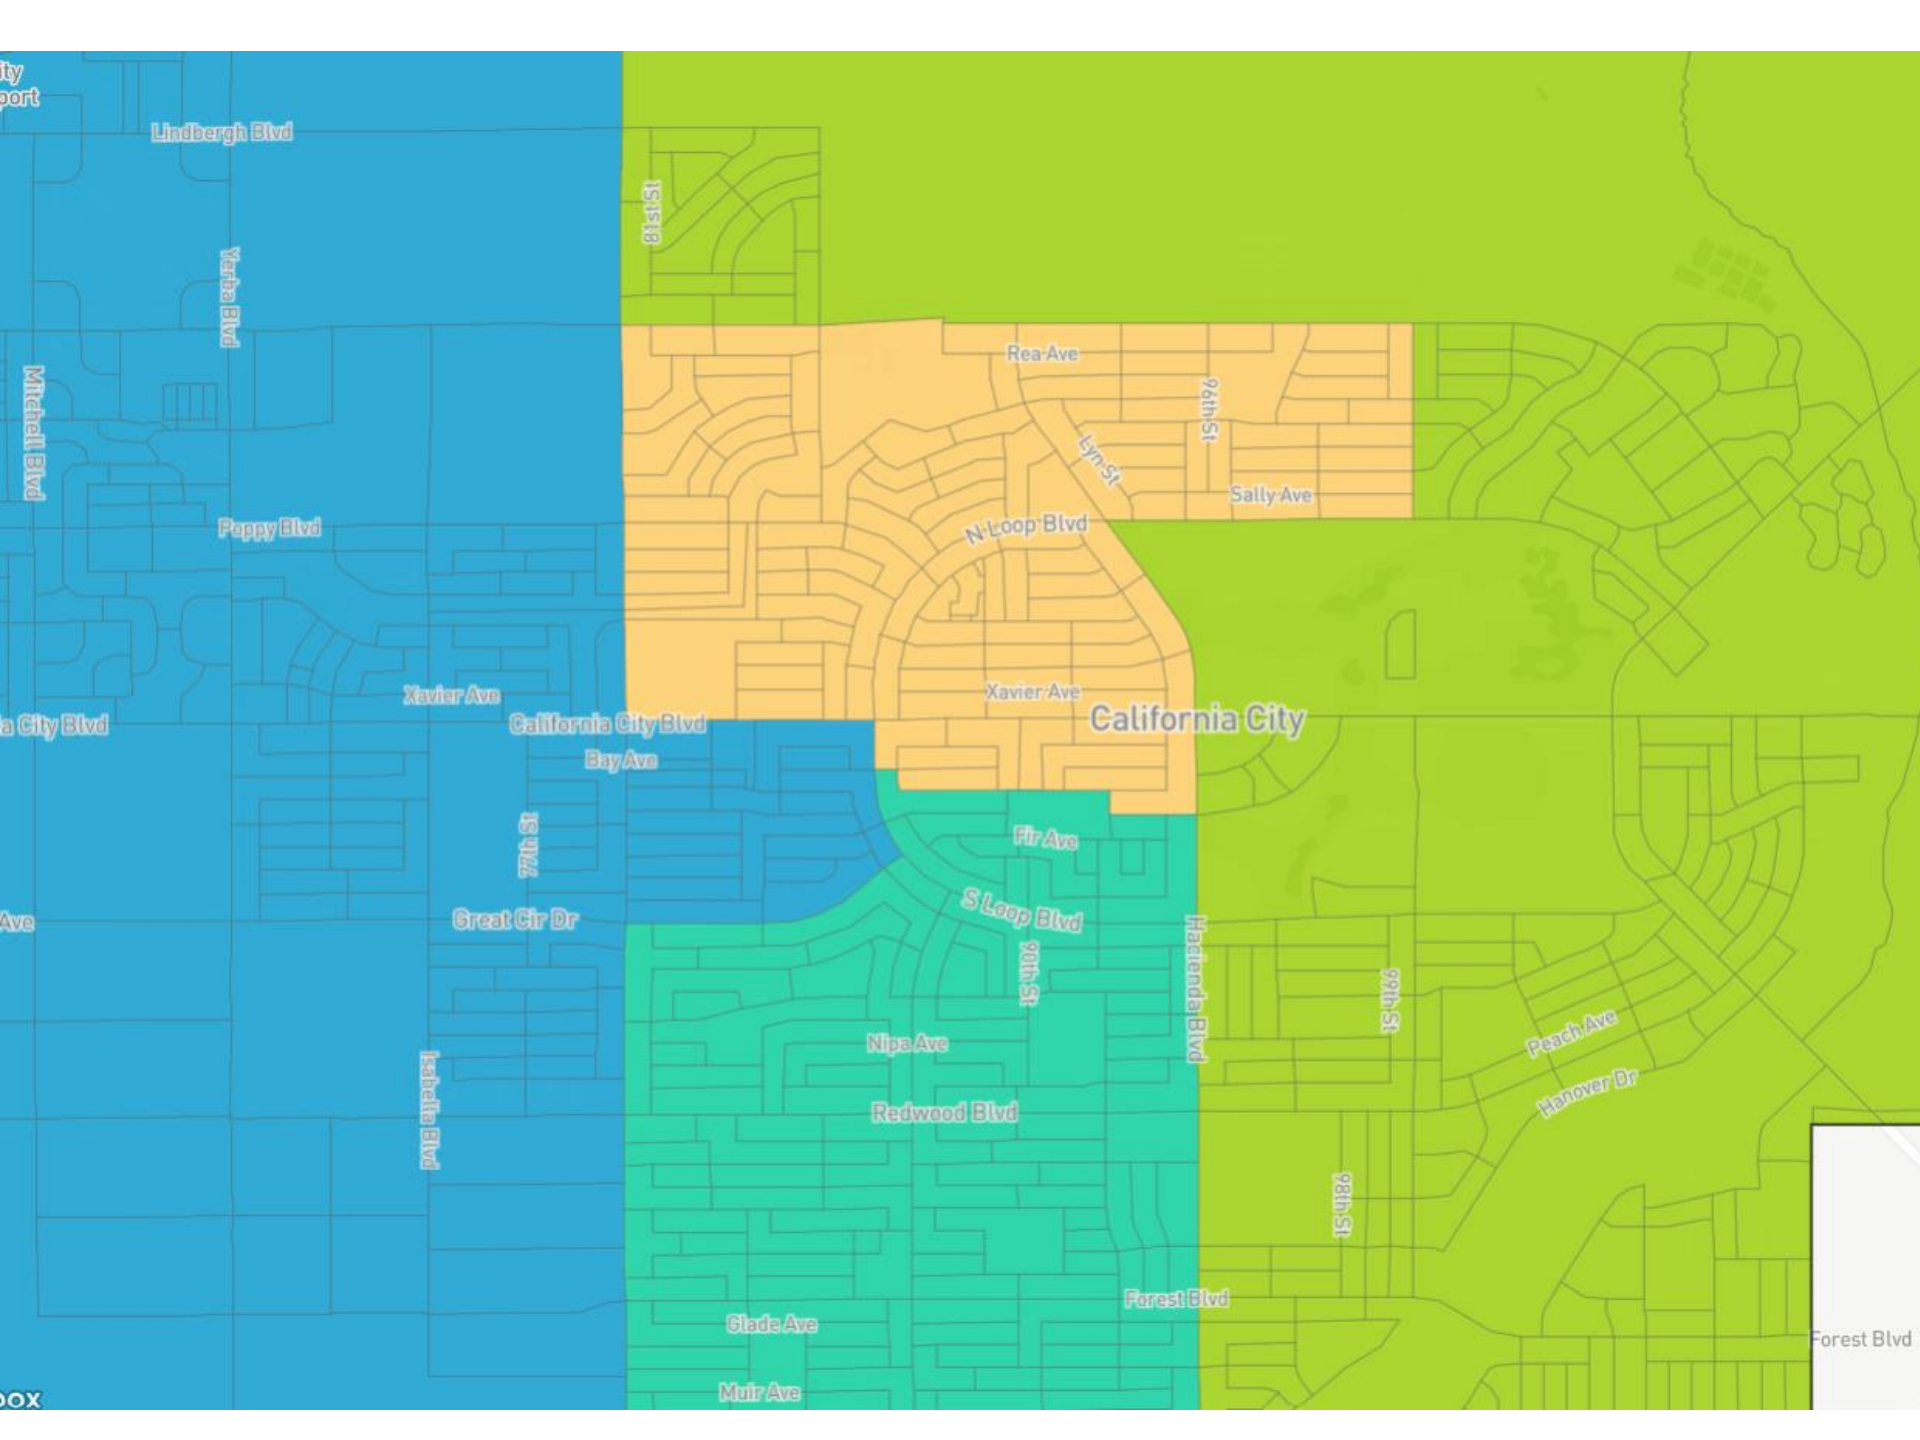 ity
port
Lindbergh Blvd
81st St
Yerba Blvd
Mitchell Blvd
Rea Ave
96th St
Lyn St
Sally Ave
N Loop Blvd
Poppy Blvd
Xavier Ave
Xavier Ave
California City
a City Blvd
California City Blvd
Bay Ave
77th St
Fir Ave
S Loop Blvd
Great Cir Dr
Ave
90th St
Hacienda Blvd
99th St
Peach Ave
Nipa Ave
Hanover Dr
Isabella Blvd
Redwood Blvd
98th St
Forest Blvd
Glade Ave
Forest Blvd
Muir Ave
box